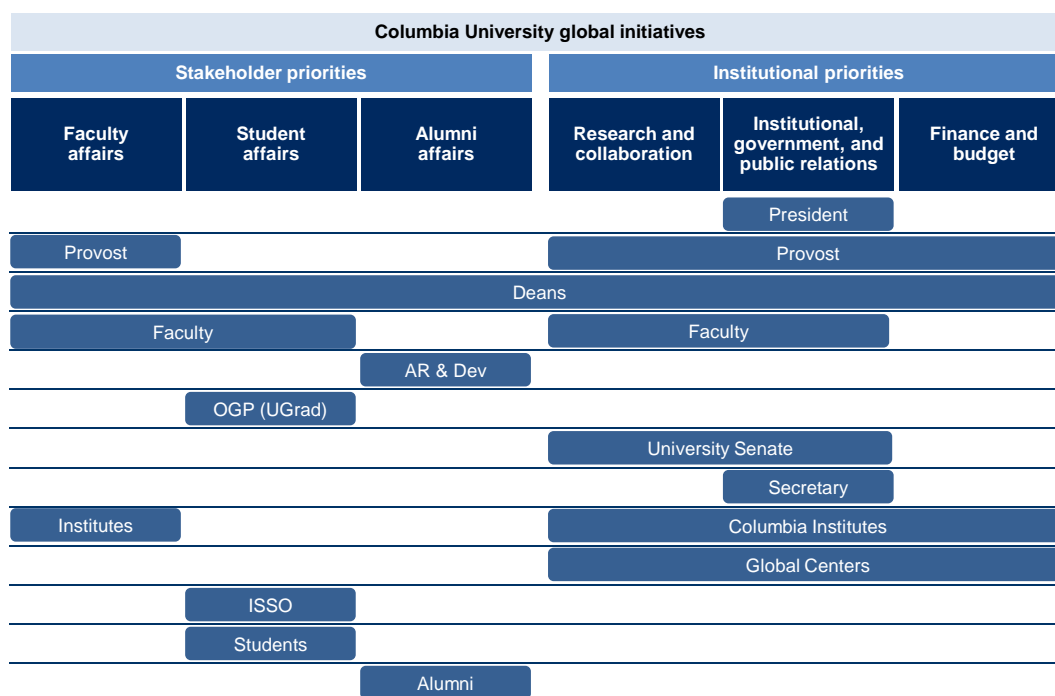 Columbia University global initiatives
Stakeholder priorities
Institutional priorities
Faculty
affairs
Student
affairs
Alumni
affairs
Research and
collaboration
Institutional,
government, and
public relations
Finance and
budget
President
Provost
Provost
Deans
Faculty
Faculty
AR & Dev
OGP (UGrad)
University Senate
Secretary
Institutes
Columbia Institutes
Global Centers
ISSO
Students
Alumni